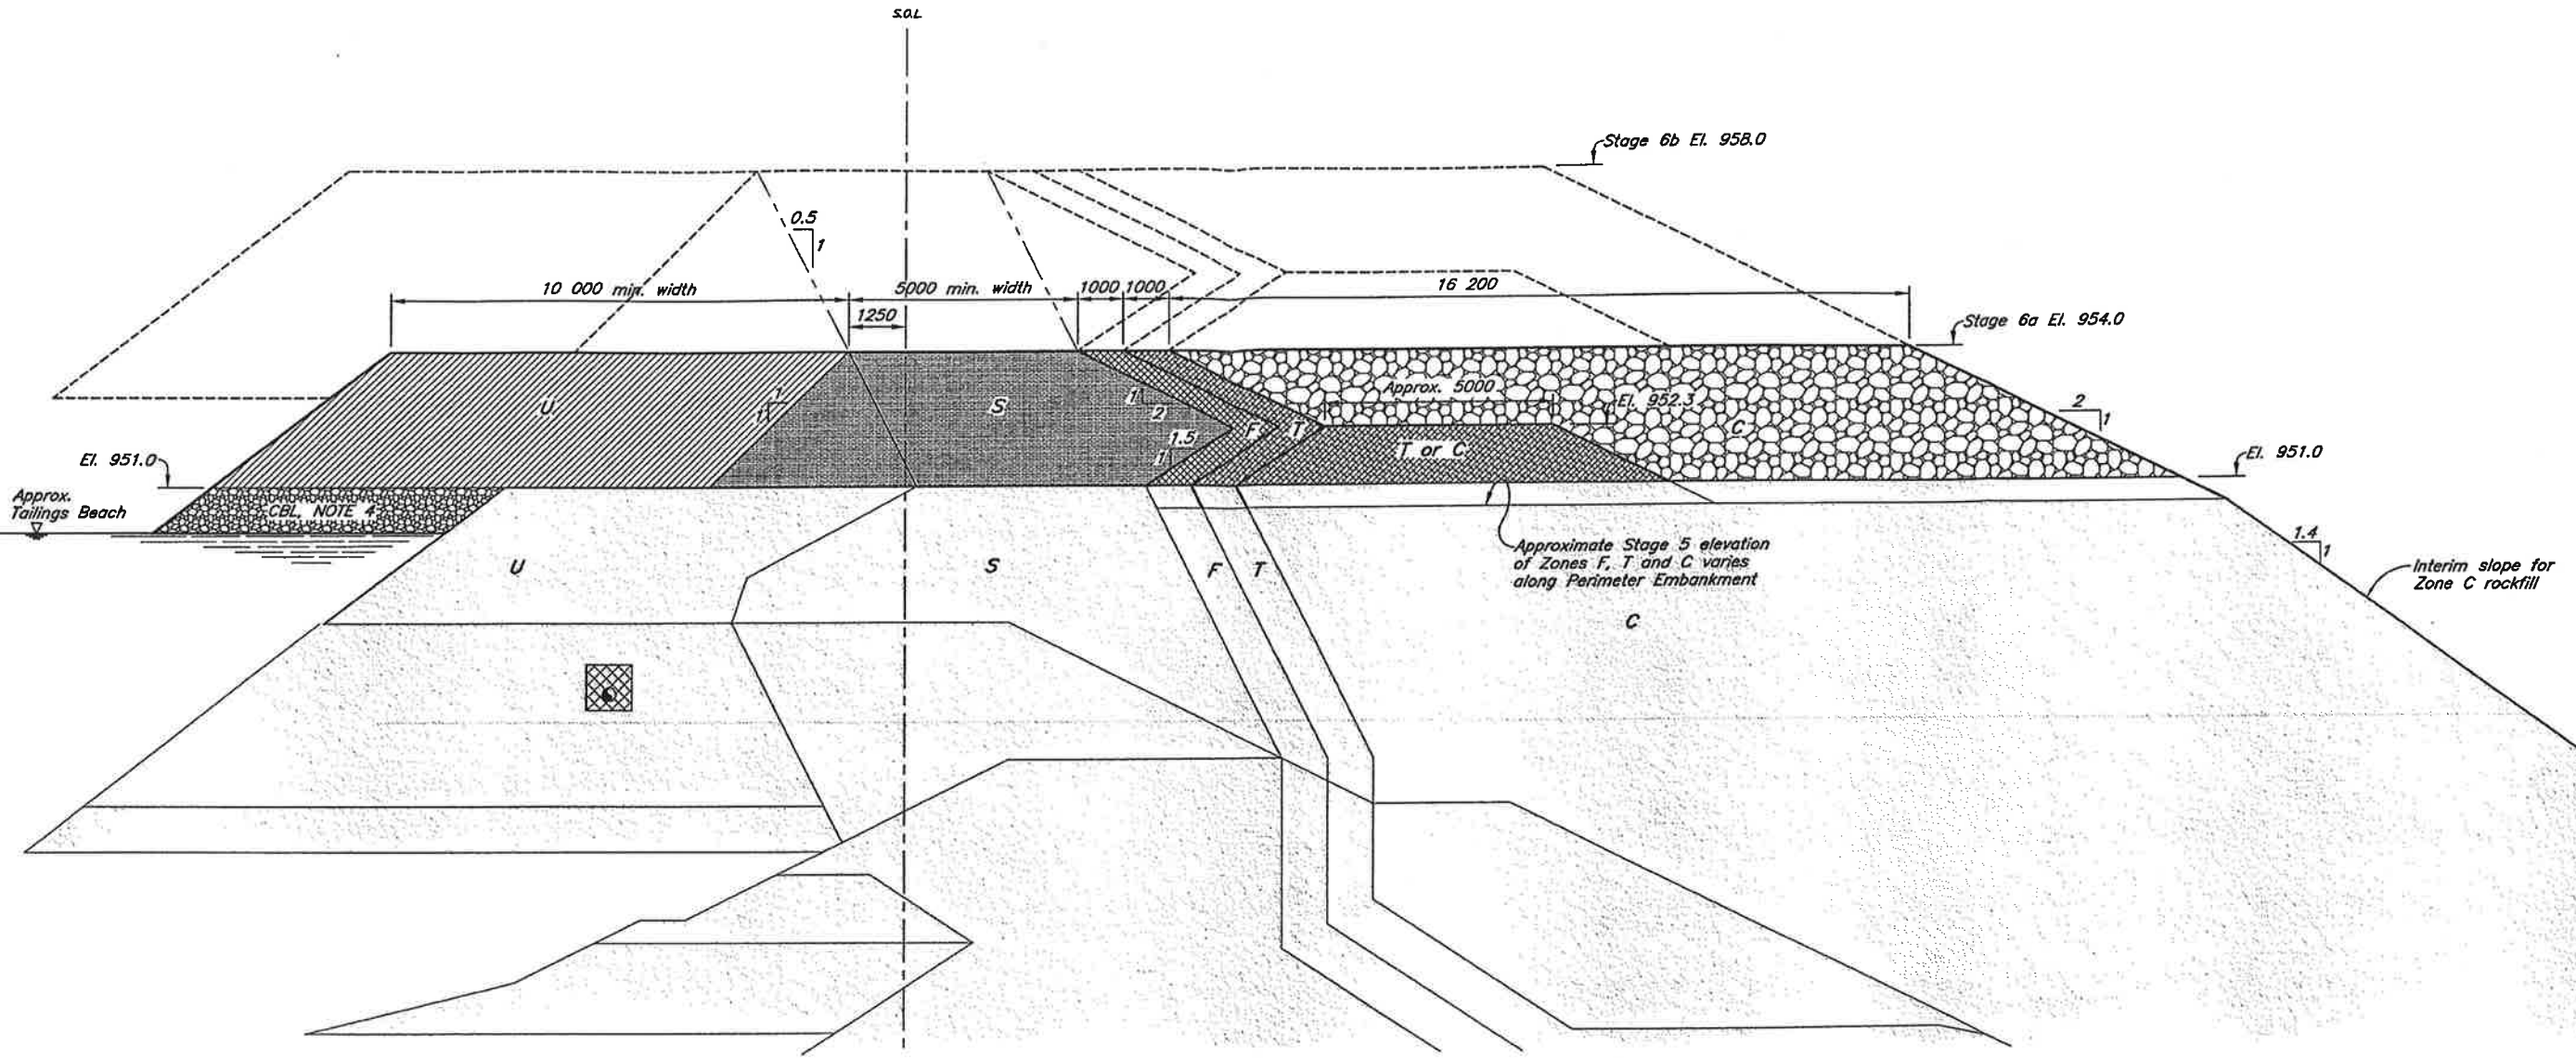 S.O.L
Stage 6b El. 958.0
0.5
1
10 000 min. width
5000 min. width
1000
1000
16 200
1250
Stage 6a El. 954.0
Approx. 5000
El. 952.3
2
1
1
1
U
S
1
2
F
T
C
1.5
1
T or C
El. 951.0
El. 951.0
Approx.
Tailings Beach
CBL, NOTE 4
1.4
1
Approximate Stage 5 elevation
of Zones F, T and C varies
along Perimeter Embankment
Interim slope for
Zone C rockfill
U
S
F
T
C